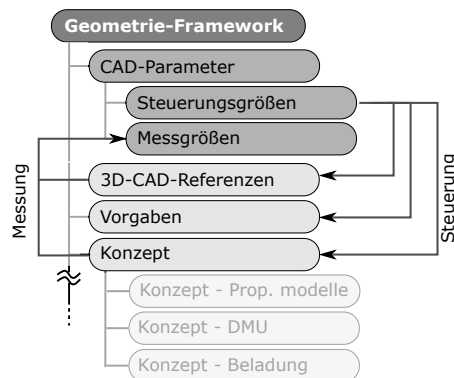 Geometrie-Framework
CAD-Parameter
Steuerungsgrößen
Messgrößen
3D-CAD-Referenzen
Vorgaben
Konzept
Konzept - Prop. modelle
Konzept - DMU
Konzept - Beladung
Messung
Steuerung